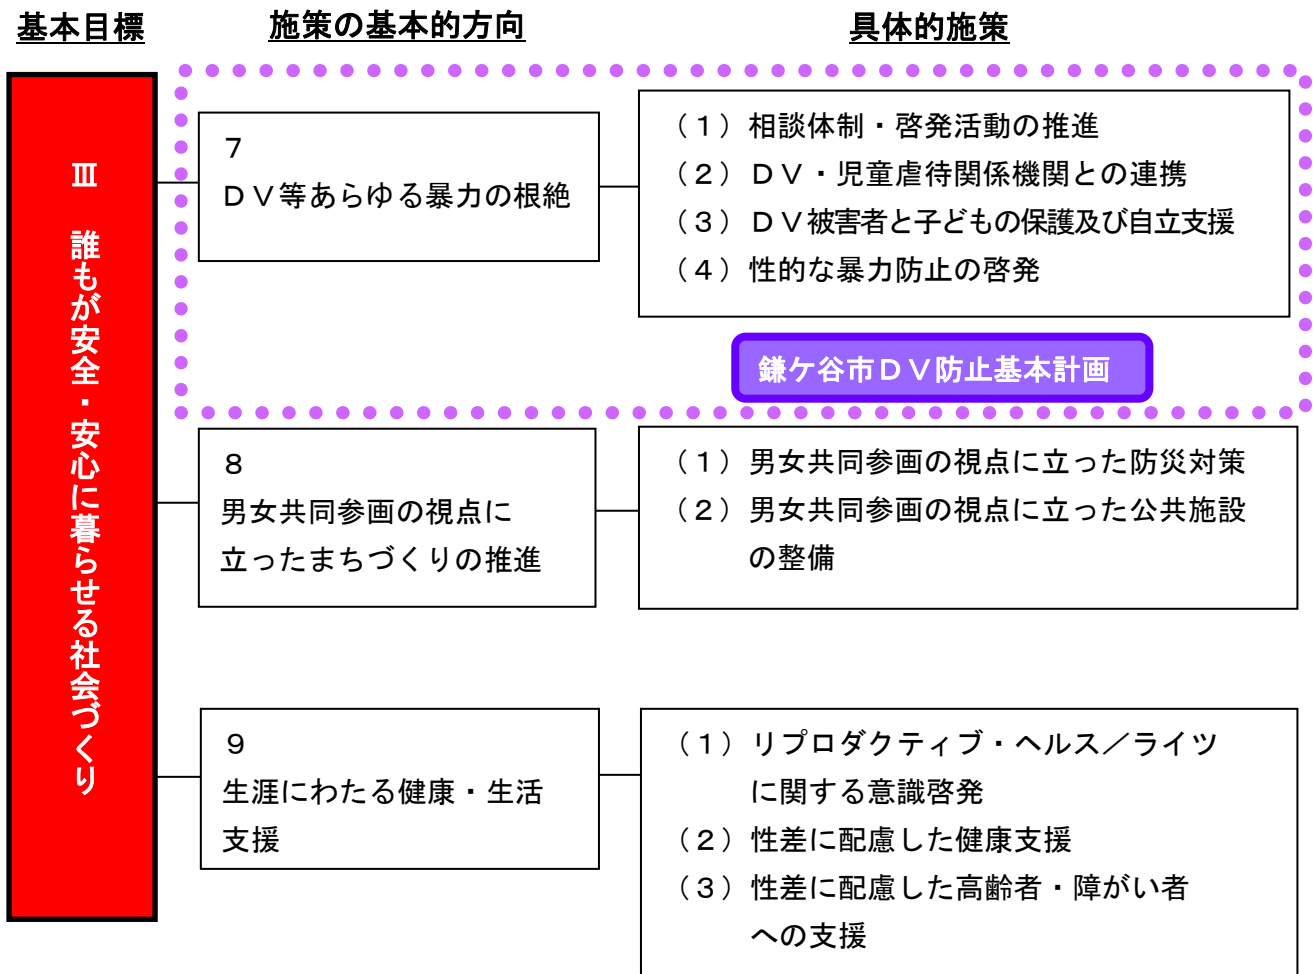 基本目標
施策の基本的方向
具体的施策
Ⅲ 誰もが安全・安心に暮らせる社会づくり
７
ＤＶ等あらゆる暴力の根絶
（１）相談体制・啓発活動の推進
（２）ＤＶ・児童虐待関係機関との連携
（３）ＤＶ被害者と子どもの保護及び自立支援
（４）性的な暴力防止の啓発
鎌ケ谷市ＤＶ防止基本計画
８
男女共同参画の視点に
立ったまちづくりの推進
（１）男女共同参画の視点に立った防災対策
（２）男女共同参画の視点に立った公共施設
の整備
９
生涯にわたる健康・生活
支援
（１）リプロダクティブ・ヘルス／ライツ
に関する意識啓発
（２）性差に配慮した健康支援
（３）性差に配慮した高齢者・障がい者
への支援